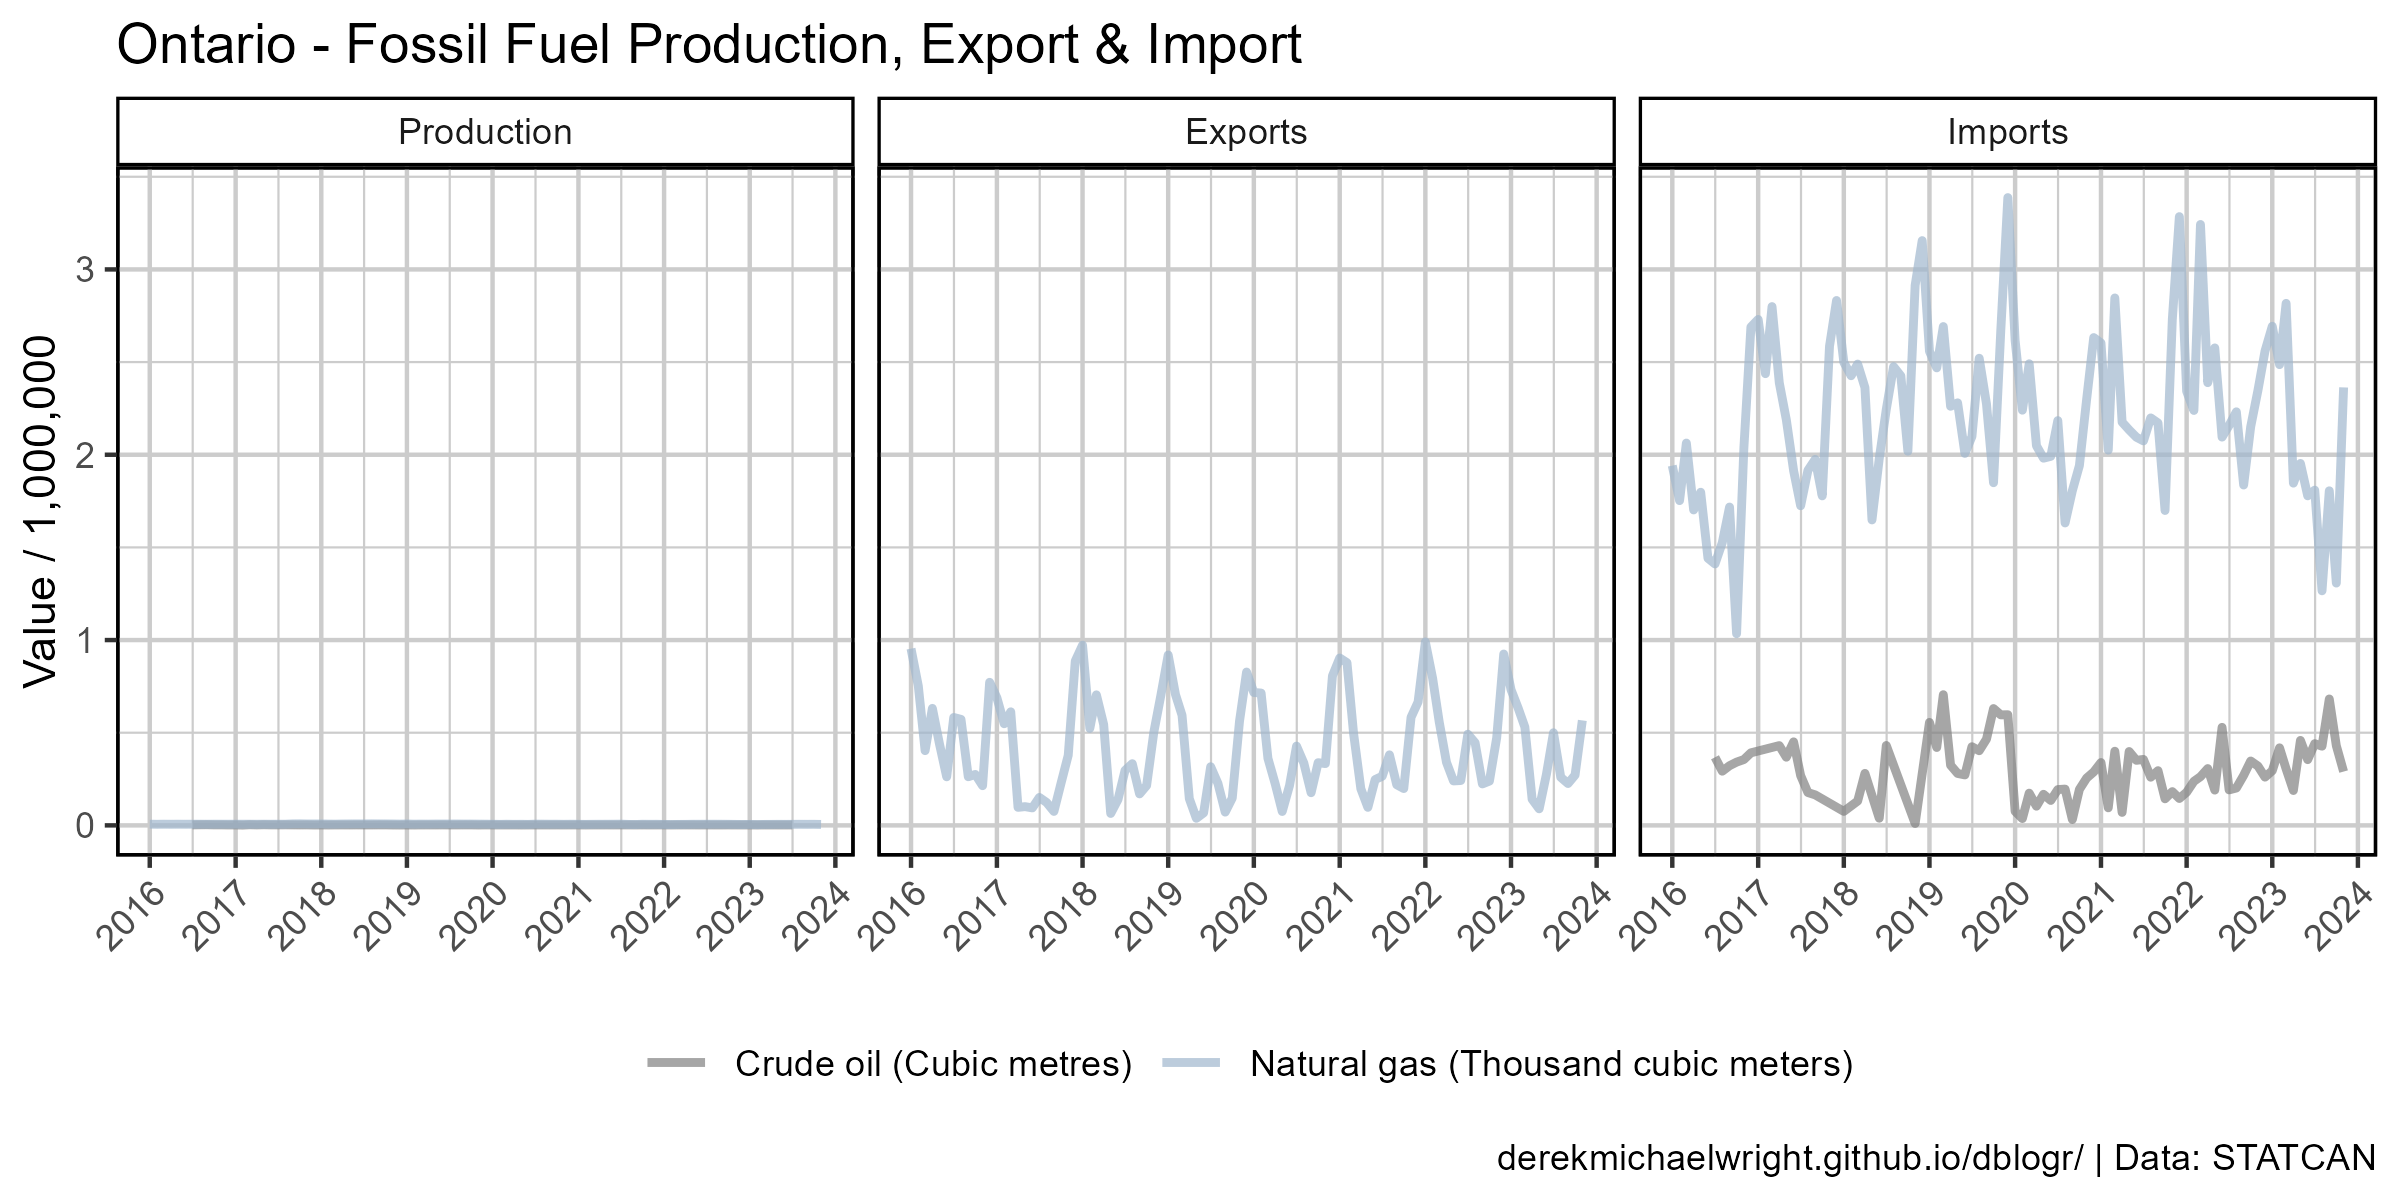 Ontario - Fossil Fuel Production, Export & Import
Production
Exports
Imports
Value / 1,000,000
3
2
1
0
2016 2017 2018 2019 2020 2021 2022 2023 2024
2016 2017 2018 2019 2020 2021 2022 2023 2024
2016 2017 2018 2019 2020 2021 2022 2023 2024
Crude oil (Cubic metres) Natural gas (Thousand cubic meters)
derekmichaelwright.github.io/dblogr/ | Data: STATCAN